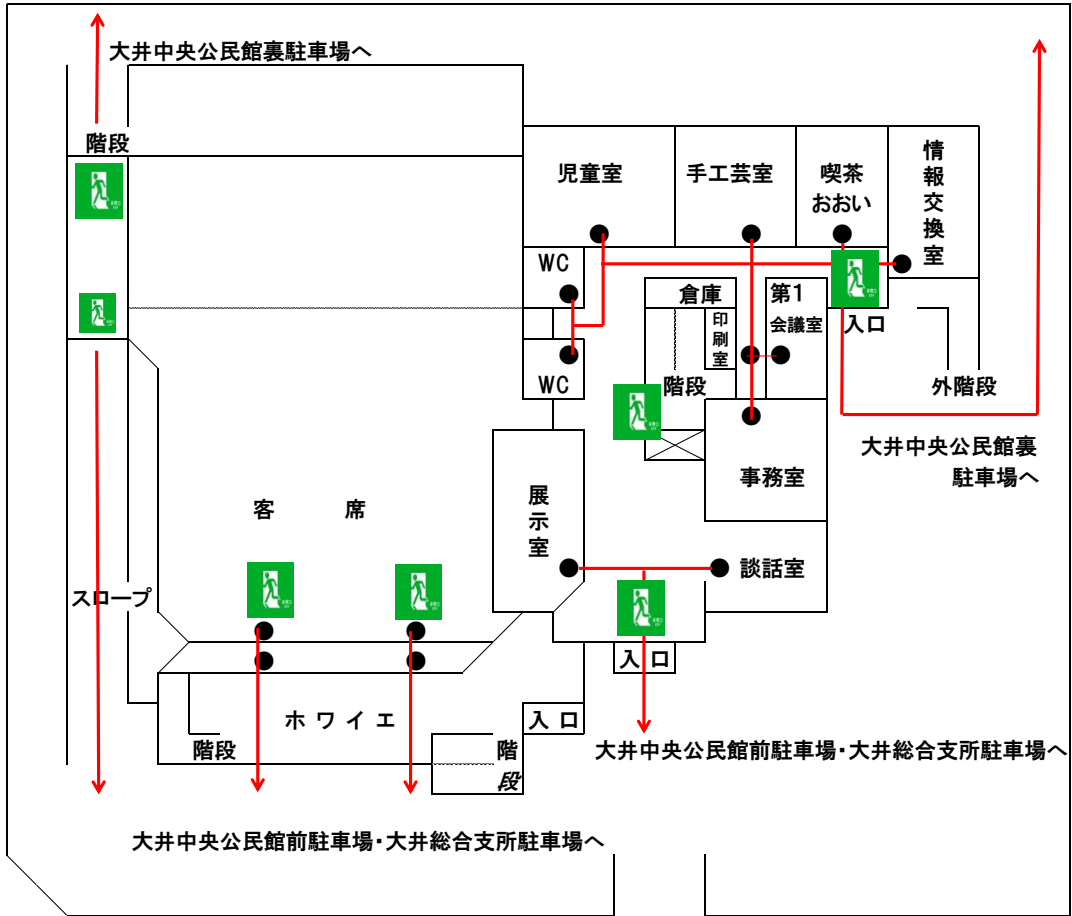 大井中央公民館裏駐車場へ
階段
児童室
手工芸室
喫茶
おおい
情報交換室
WC
倉庫
第1
会議室
印刷室
入口
WC
階段
外階段
大井中央公民館裏
駐車場へ
事務室
客席
展示室
談話室
スロープ
入口
ホワイエ
入口
階段
階段
大井中央公民館前駐車場・大井総合支所駐車場へ
大井中央公民館前駐車場・大井総合支所駐車場へ